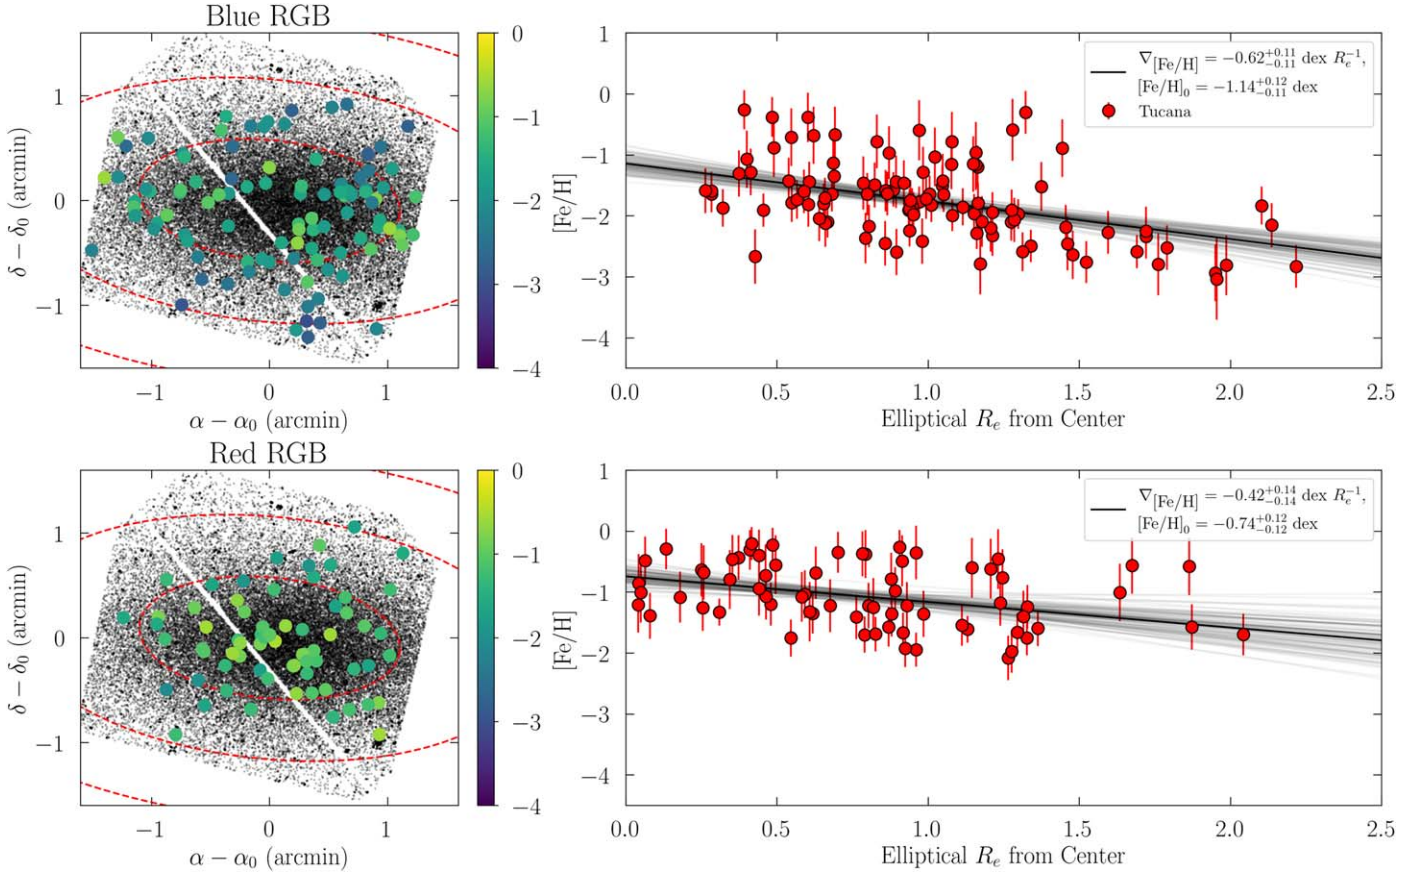 Blue RGB
1
0
−1
δ − δ₀ (arcmin)
−1 0 1
α − α₀ (arcmin)
0
−1
−2
−3
−4
[Fe/H]
1
0
−1
−2
−3
−4
∇[Fe/H] = −0.62⁺⁰·¹¹₋₀.₁₁ dex Rₑ⁻¹,
[Fe/H]₀ = −1.14⁺⁰·¹²₋₀.₁₁ dex
Tucana
0.0 0.5 1.0 1.5 2.0 2.5
Elliptical Rₑ from Center
Red RGB
1
0
−1
δ − δ₀ (arcmin)
−1 0 1
α − α₀ (arcmin)
0
−1
−2
−3
−4
[Fe/H]
1
0
−1
−2
−3
−4
∇[Fe/H] = −0.42⁺⁰·¹⁴₋₀.₁₄ dex Rₑ⁻¹,
[Fe/H]₀ = −0.74⁺⁰·¹²₋₀.₁₂ dex
Tucana
0.0 0.5 1.0 1.5 2.0 2.5
Elliptical Rₑ from Center